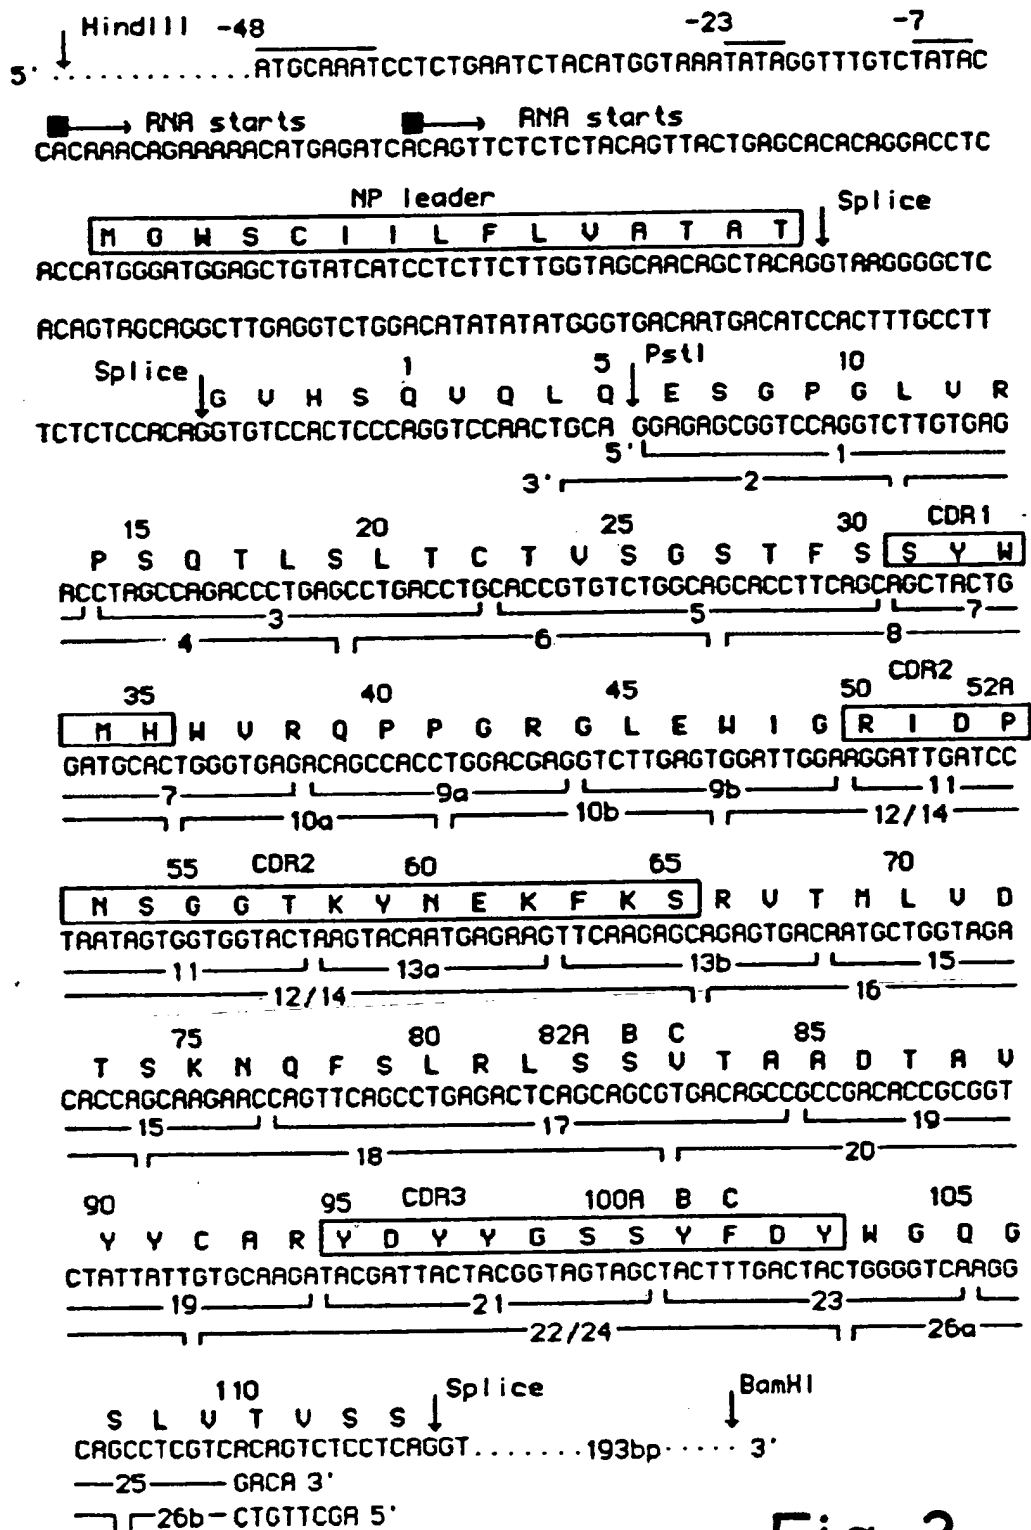 HindIII -48 -23 -7
5' ............ATGCAAATCCTCTGAATCTACATGGTAAATATAGGTTTGTCTATAC
RNA starts RNA starts
CACAAACAGAAAAACATGAGATCACAGTTCTCTCTACAGTTACTGAGCACACAGGACCTC
NP leader Splice
M G W S C I I L F L V A T A T
ACCATGGGATGGAGCTGTATCATCCTCTTCTTGGTAGCAACAGCTACAGGTAAGGGGCTC
ACAGTAGCAGGCTTGAGGTCTGGACATATATATGGGTGACAATGACATCCACTTTGCCTT
Splice 1 5 PstI 10
G V H S Q V Q L Q E S G P G L V R
TCTCTCCACAGGTGTCCACTCCCAGGTCCAACTGCA GGAGAGCGGTCCAGGTCTTGTGAG
5' 1
3' 2
15 20 25 30 CDR1
P S Q T L S L T C T V S G S T F S S Y W
ACCTAGCCAGACCCTGAGCCTGACCTGCACCGTGTCTGGCAGCACCTTCAGCAGCTACTG
3 5 7
4 6 8
35 40 45 50 CDR2 52A
M H W V R Q P P G R G L E W I G R I D P
GATGCACTGGGTGAGACAGCCACCTGGACGAGGTCTTGAGTGGATTGGAAGGATTGATCC
7 9a 9b 11
10a 10b 12/14
55 CDR2 60 65 70
N S G G T K Y N E K F K S R V T M L V D
TAATAGTGGTGGTACTAAGTACAATGAGAAGTTCAAGAGCAGAGTGACAATGCTGGTAGA
11 13a 13b 15
12/14 16
75 80 82A B C 85
T S K N Q F S L R L S S V T A A D T A V
CACCAGCAAGAACCAGTTCAGCCTGAGACTCAGCAGCGTGACAGCCGCCGACACCGCGGT
15 17 19
18 20
90 95 CDR3 100A B C 105
Y Y C A R Y D Y Y G S S Y F D Y W G Q G
CTATTATTGTGCAAGATACGATTACTACGGTAGTAGCTACTTTGACTACTGGGGTCAAGG
19 21 23
22/24 26a
110 Splice BamHI
S L V T V S S
CAGCCTCGTCACAGTCTCCTCAGGT.......193bp..... 3'
25 GACA 3'
26b CTGTTCGA 5'